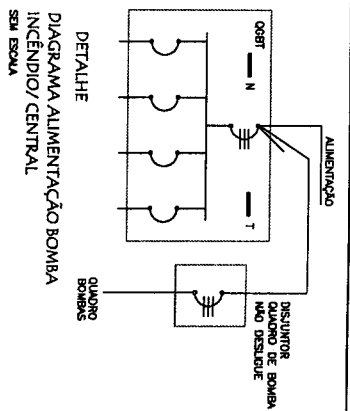 QGBT
N
T
ALIMENTAÇÃO
DISJUNTOR
QUADRO DE BOMBA
NÃO DESLIGUE
QUADRO
BOMBAS
DETALHE
DIAGRAMA ALIMENTAÇÃO BOMBA
INCÊNDIO/ CENTRAL
SEM ESCALA